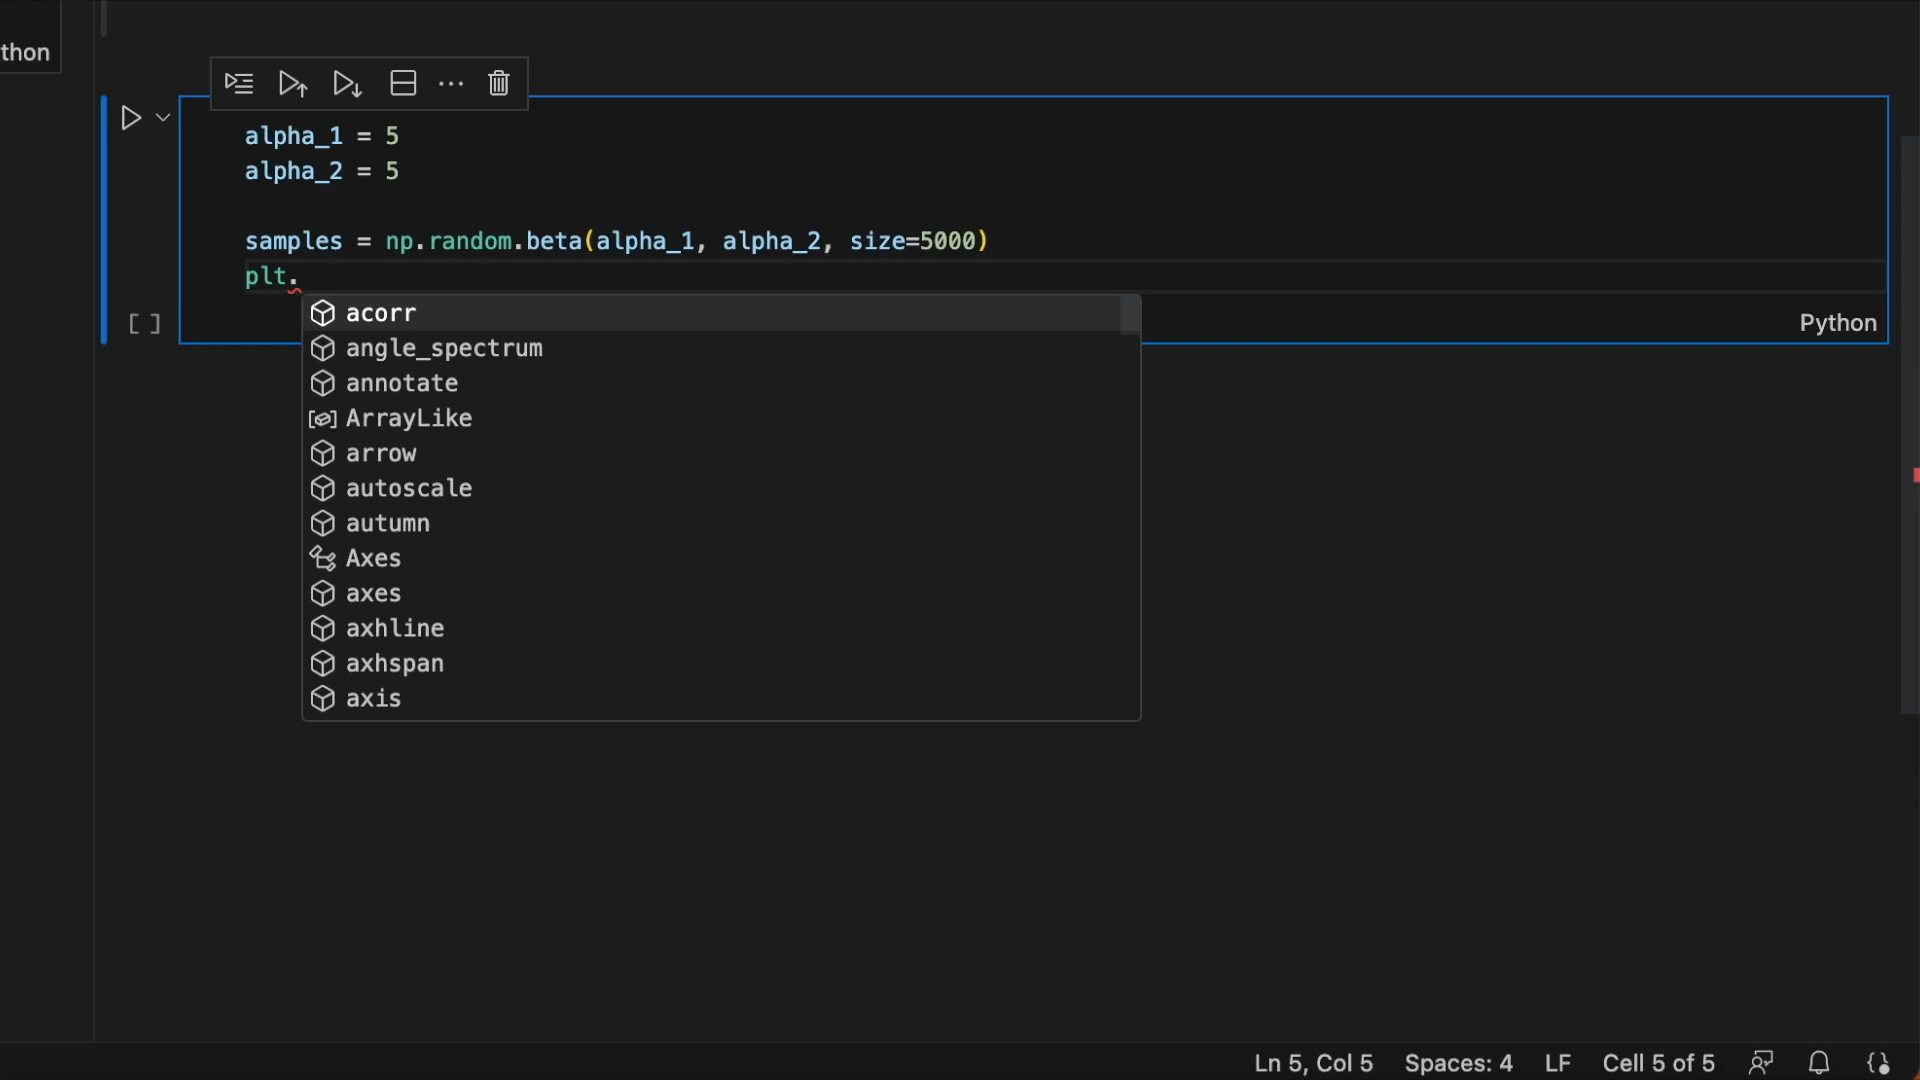 thon
alpha_1 = 5
alpha_2 = 5
samples = np.random.beta(alpha_1, alpha_2, size=5000)
plt.
[ ]
Python
acorr
angle_spectrum
annotate
ArrayLike
arrow
autoscale
autumn
Axes
axes
axhline
axhspan
axis
Ln 5, Col 5 Spaces: 4 LF Cell 5 of 5